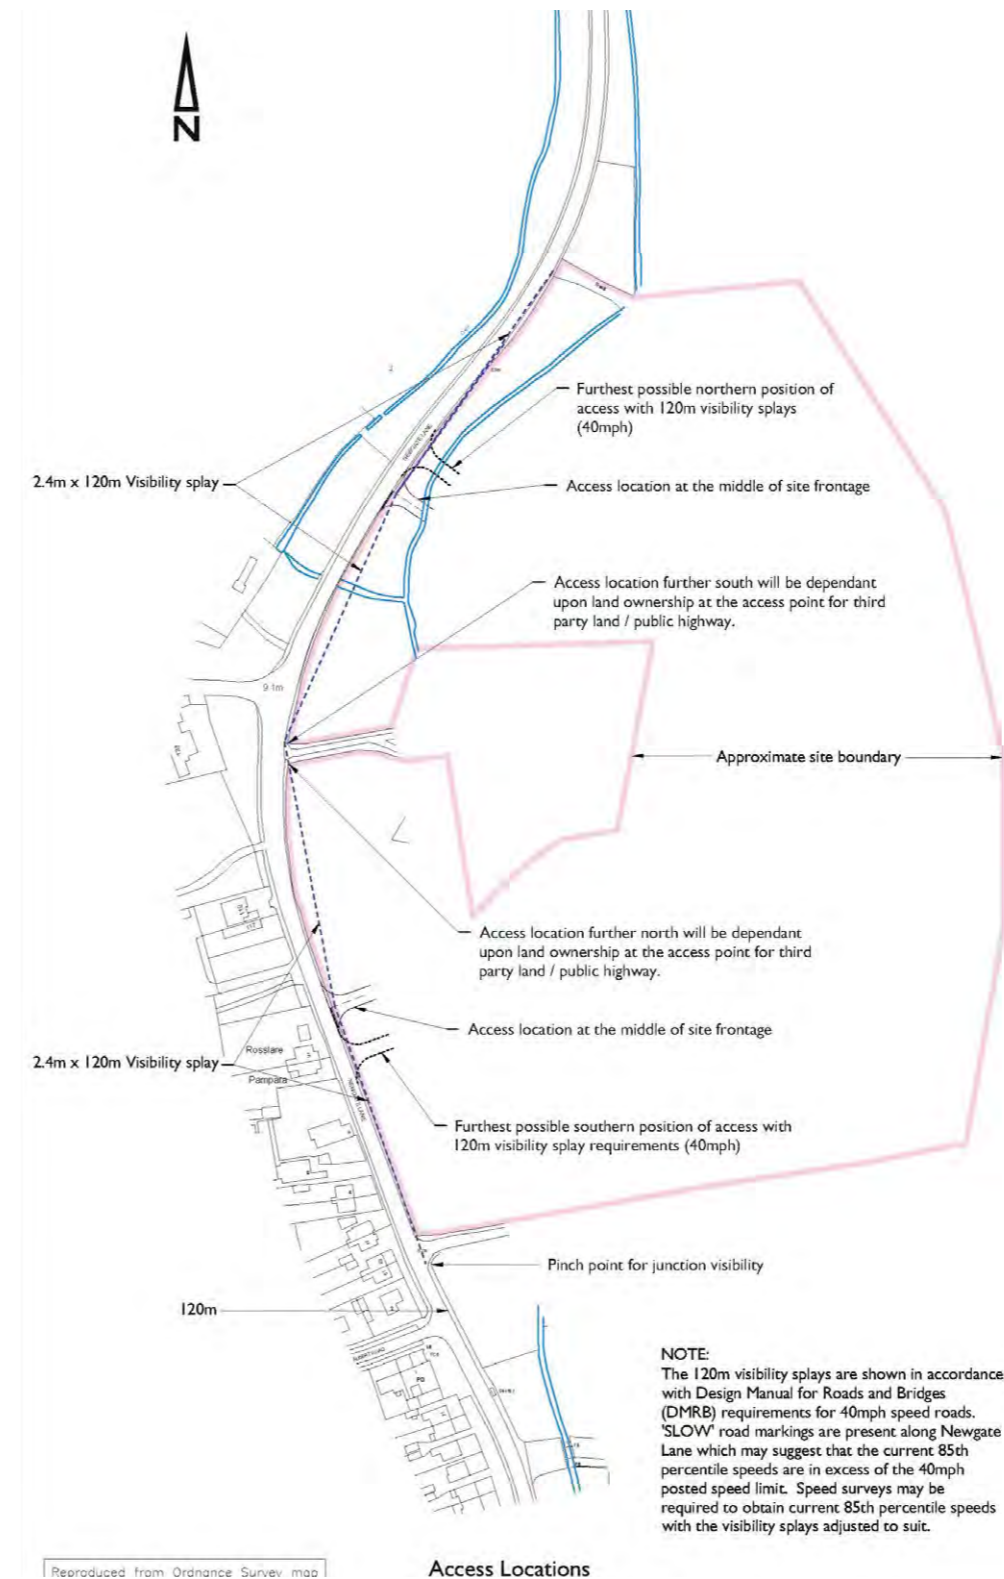 N
Furthest possible northern position of
access with 120m visibility splays
(40mph)
NEWGATE LANE
2.4m x 120m Visibility splay
Access location at the middle of site frontage
Access location further south will be dependant
upon land ownership at the access point for third
party land / public highway.
9.1m
Approximate site boundary
Access location further north will be dependant
upon land ownership at the access point for third
party land / public highway.
Access location at the middle of site frontage
Rosslare
2.4m x 120m Visibility splay
Pampara
NEWGATE LANE
Furthest possible southern position of access with
120m visibility splay requirements (40mph)
Pinch point for junction visibility
120m
PO
NOTE:
The 120m visibility splays are shown in accordance
with Design Manual for Roads and Bridges
(DMRB) requirements for 40mph speed roads.
'SLOW' road markings are present along Newgate
Lane which may suggest that the current 85th
percentile speeds are in excess of the 40mph
posted speed limit. Speed surveys may be
required to obtain current 85th percentile speeds
with the visibility splays adjusted to suit.
Reproduced from Ordnance Survey map
Access Locations